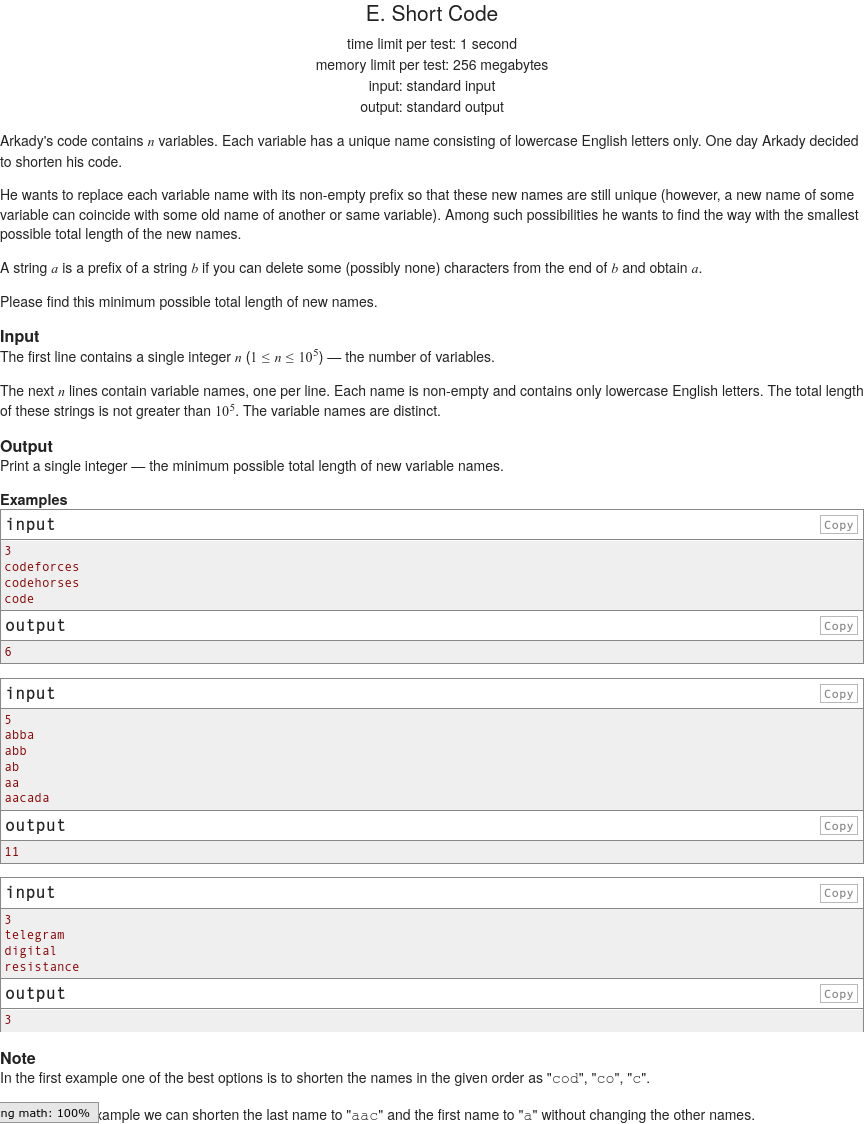 E. Short Code
time limit per test: 1 second
memory limit per test: 256 megabytes
input: standard input
output: standard output
Arkady's code contains n variables. Each variable has a unique name consisting of lowercase English letters only. One day Arkady decided
to shorten his code.
He wants to replace each variable name with its non-empty prefix so that these new names are still unique (however, a new name of some
variable can coincide with some old name of another or same variable). Among such possibilities he wants to find the way with the smallest
possible total length of the new names.
A string a is a prefix of a string b if you can delete some (possibly none) characters from the end of b and obtain a.
Please find this minimum possible total length of new names.
Input
The first line contains a single integer n (1 ≤ n ≤ 10⁵) — the number of variables.
The next n lines contain variable names, one per line. Each name is non-empty and contains only lowercase English letters. The total length
of these strings is not greater than 10⁵. The variable names are distinct.
Output
Print a single integer — the minimum possible total length of new variable names.
Examples
input Copy
3
codeforces
codehorses
code
output Copy
6
input Copy
5
abba
abb
ab
aa
aacada
output Copy
11
input Copy
3
telegram
digital
resistance
output Copy
3
Note
In the first example one of the best options is to shorten the names in the given order as "cod", "co", "c".
ng math: 100% xample we can shorten the last name to "aac" and the first name to "a" without changing the other names.